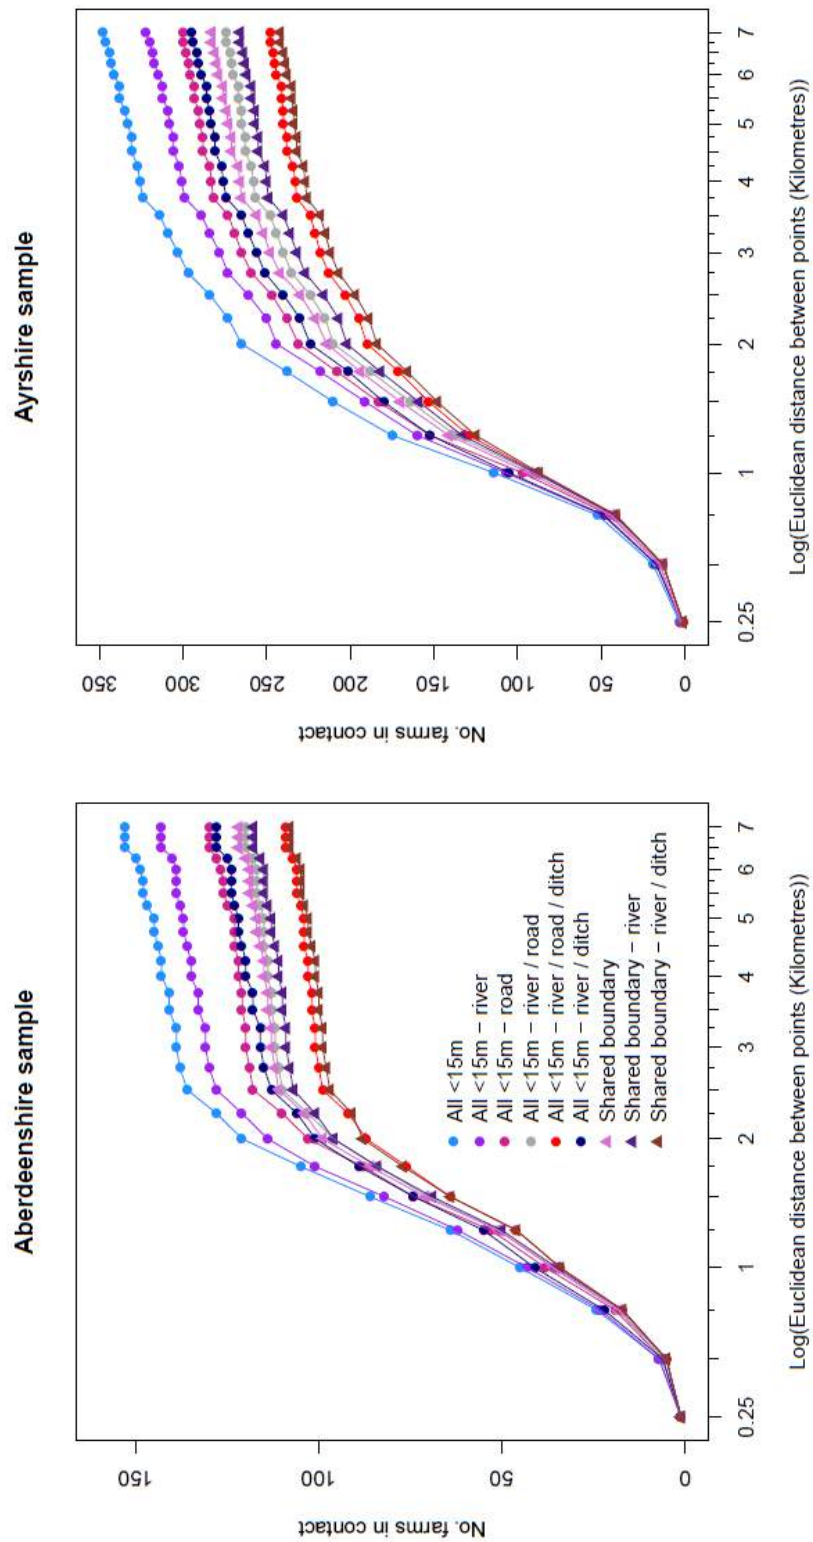 Aberdeenshire sample
No. farms in contact
150
100
50
0
0.25
1
2
3
4
5
6
7
Log(Euclidean distance between points (Kilometres))
All <15m
All <15m – river
All <15m – road
All <15m – river / road
All <15m – river / road / ditch
All <15m – river / ditch
Shared boundary
Shared boundary – river
Shared boundary – river / ditch
Ayrshire sample
No. farms in contact
350
300
250
200
150
100
50
0
0.25
1
2
3
4
5
6
7
Log(Euclidean distance between points (Kilometres))